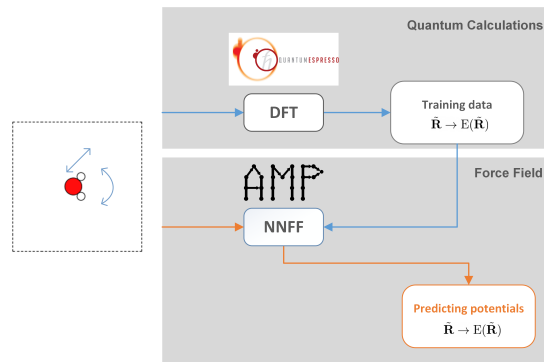 Quantum Calculations
QUANTUMESPRESSO
DFT
Training data
R̃ → E(R̃)
Force Field
AMP
NNFF
Predicting potentials
R̃ → E(R̃)